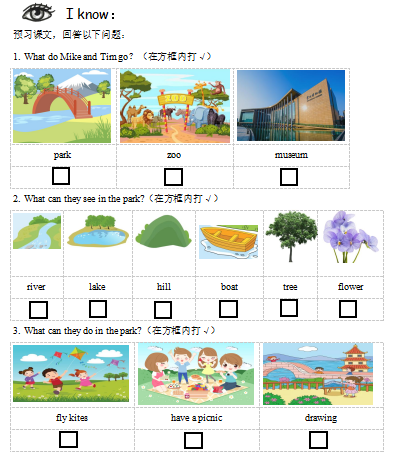 I know：
预习课文，回答以下问题：
1. What do Mike and Tim go？（在方框内打 √）
ZOO
park zoo museum
2. What can they see in the park?（在方框内打 √）
river lake hill boat tree flower
3. What can they do in the park?（在方框内打 √）
fly kites have a picnic drawing